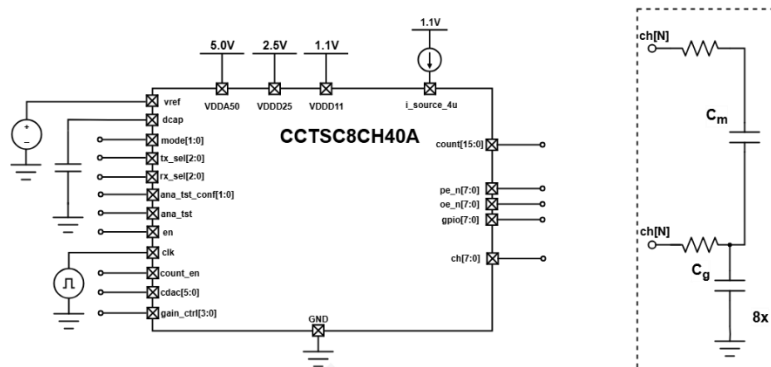 1.1V
5.0V
2.5V
1.1V
VDDA50
VDDD25
VDDD11
i_source_4u
CCTSC8CH40A
vref
dcap
mode[1:0]
tx_sel[2:0]
rx_sel[2:0]
ana_tst_conf[1:0]
ana_tst
en
clk
count_en
cdac[5:0]
gain_ctrl[3:0]
GND
count[15:0]
pe_n[7:0]
oe_n[7:0]
gpio[7:0]
ch[7:0]
ch[N]
Cm
ch[N]
Cg
8x